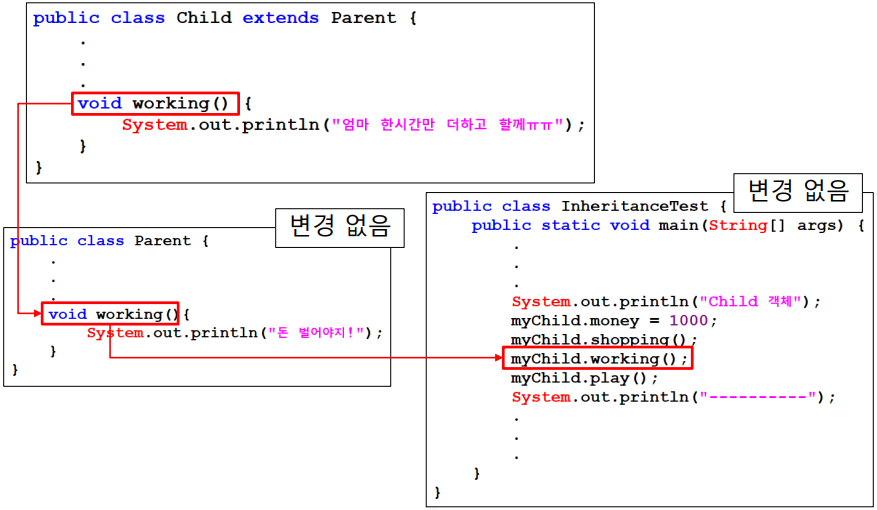 public class Child extends Parent {
.
.
.
void working() {
System.out.println("엄마 한시간만 더하고 할께ㅠㅠ");
}
}
변경 없음
public class Parent {
.
.
.
void working(){
System.out.println("돈 벌어야지!");
}
}
변경 없음
public class InheritanceTest {
public static void main(String[] args) {
.
.
.
System.out.println("Child 객체");
myChild.money = 1000;
myChild.shopping();
myChild.working();
myChild.play();
System.out.println("----------");
.
.
.
}
}